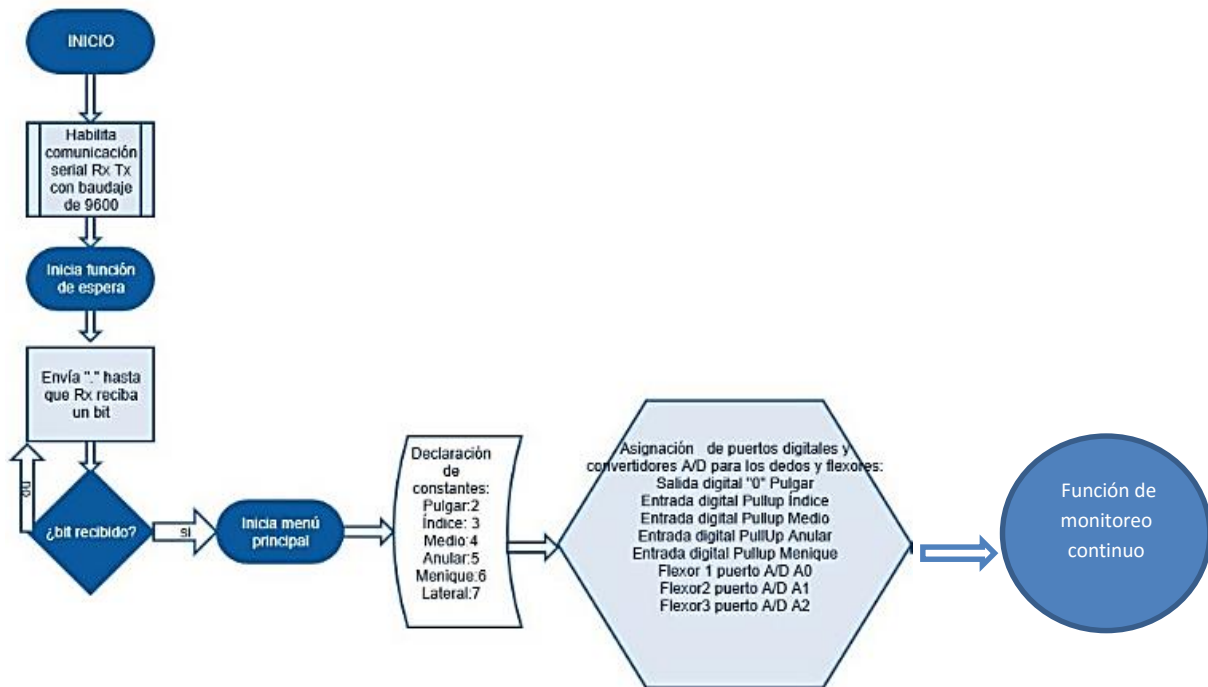 INICIO
Habilita
comunicación
serial Rx Tx
con baudaje
de 9600
Inicia función
de espera
Envía "." hasta
que Rx reciba
un bit
¿bit recibido?
no
si
Inicia menú
principal
Declaración
de
constantes:
Pulgar:2
Índice: 3
Medio:4
Anular:5
Menique:6
Lateral:7
Asignación de puertos digitales y
convertidores A/D para los dedos y flexores:
Salida digital "0" Pulgar
Entrada digital Pullup Índice
Entrada digital Pullup Medio
Entrada digital PullUp Anular
Entrada digital Pullup Menique
Flexor 1 puerto A/D A0
Flexor2 puerto A/D A1
Flexor3 puerto A/D A2
Función de
monitoreo
continuo